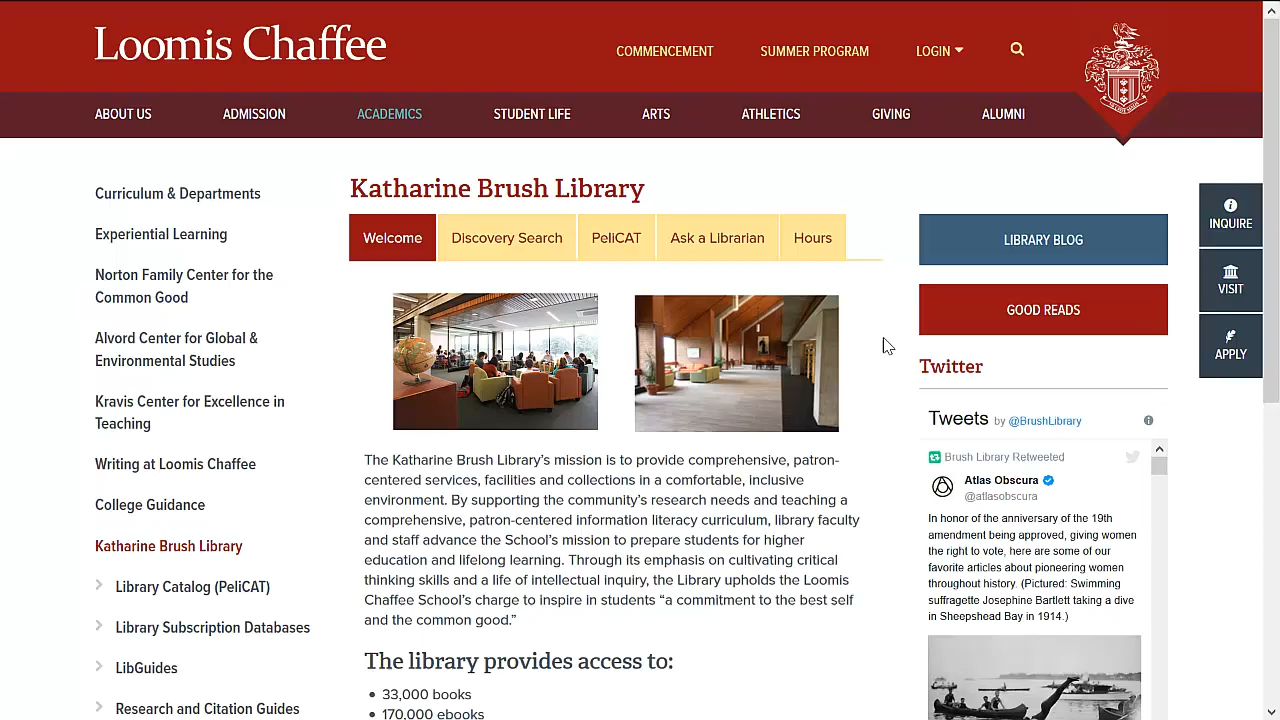 Loomis Chaffee
COMMENCEMENT
SUMMER PROGRAM
LOGIN
ABOUT US
ADMISSION
ACADEMICS
STUDENT LIFE
ARTS
ATHLETICS
GIVING
ALUMNI
Curriculum & Departments
Experiential Learning
Norton Family Center for the
Common Good
Alvord Center for Global &
Environmental Studies
Kravis Center for Excellence in
Teaching
Writing at Loomis Chaffee
College Guidance
Katharine Brush Library
Library Catalog (PeliCAT)
Library Subscription Databases
LibGuides
Research and Citation Guides
Katharine Brush Library
Welcome
Discovery Search
PeliCAT
Ask a Librarian
Hours
The Katharine Brush Library’s mission is to provide comprehensive, patron-
centered services, facilities and collections in a comfortable, inclusive
environment. By supporting the community’s research needs and teaching a
comprehensive, patron-centered information literacy curriculum, library faculty
and staff advance the School’s mission to prepare students for higher
education and lifelong learning. Through its emphasis on cultivating critical
thinking skills and a life of intellectual inquiry, the Library upholds the Loomis
Chaffee School’s charge to inspire in students “a commitment to the best self
and the common good.”
The library provides access to:
• 33,000 books
• 170,000 ebooks
LIBRARY BLOG
GOOD READS
Twitter
Tweets by @BrushLibrary
Brush Library Retweeted
Atlas Obscura
@atlasobscura
In honor of the anniversary of the 19th
amendment being approved, giving women
the right to vote, here are some of our
favorite articles about pioneering women
throughout history. (Pictured: Swimming
suffragette Josephine Bartlett taking a dive
in Sheepshead Bay in 1914.)
INQUIRE
VISIT
APPLY